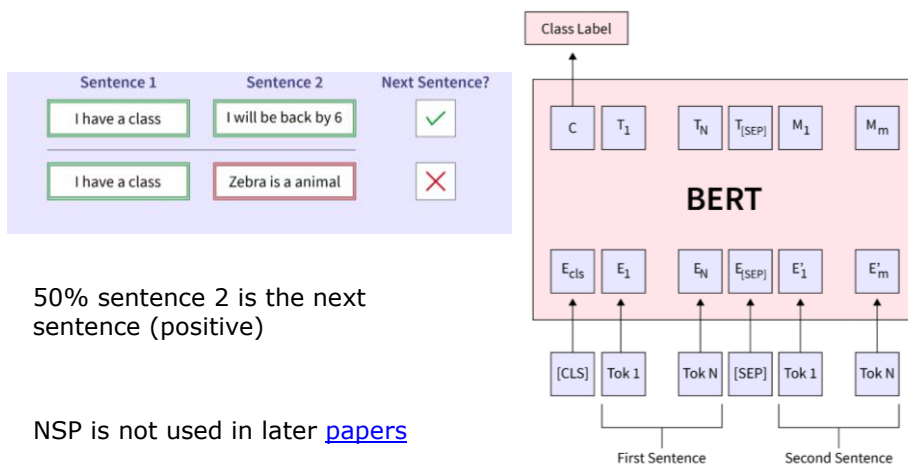 Sentence 1 Sentence 2 Next Sentence?
I have a class I will be back by 6
I have a class Zebra is a animal
50% sentence 2 is the next
sentence (positive)
NSP is not used in later papers
Class Label
C T1 TN T[SEP] M1 Mm
BERT
Ecls E1 EN E[SEP] E'1 E'm
[CLS] Tok 1 Tok N [SEP] Tok 1 Tok N
First Sentence Second Sentence